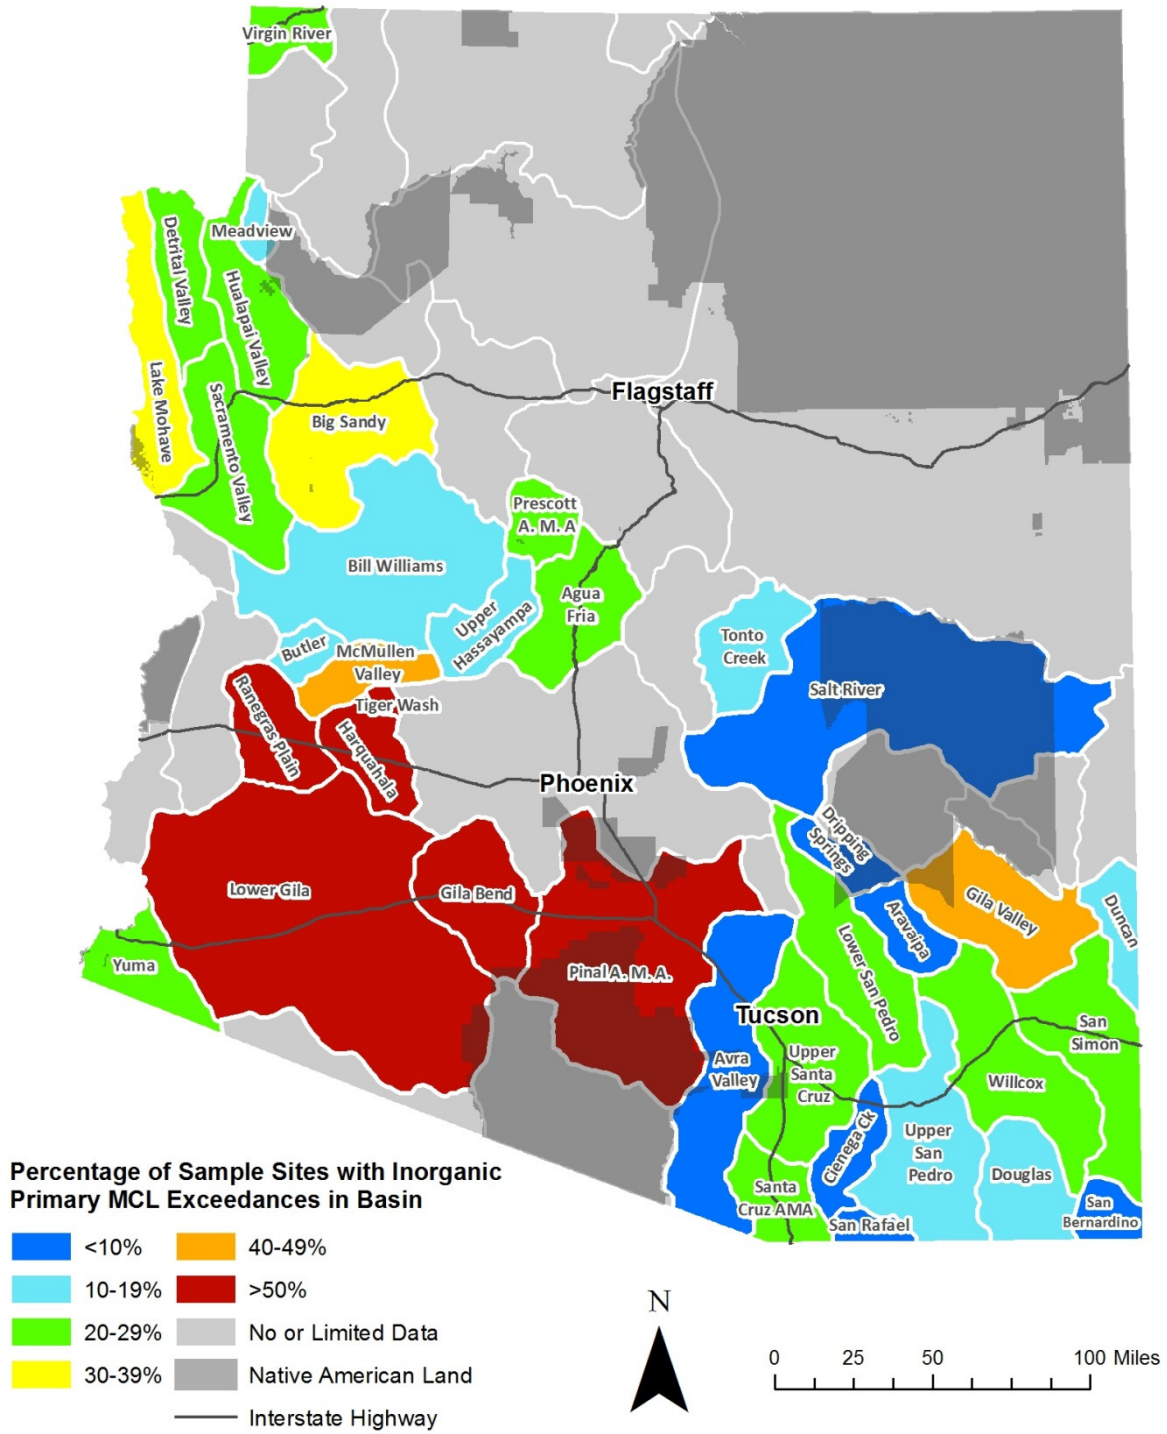 Virgin River
Meadview
Detrital Valley
Hualapai Valley
Lake Mohave
Sacramento Valley
Flagstaff
Big Sandy
Prescott
A. M. A
Bill Williams
Agua
Fria
Upper
Hassayampa
Butler
McMullen
Valley
Tonto
Creek
Salt River
Ranegras Plain
Tiger Wash
Harquahala
Phoenix
Dripping
Springs
Lower Gila
Gila Bend
Gila Valley
Aravaipa
Duncan
Yuma
Pinal A. M. A.
Lower San Pedro
Tucson
San
Simon
Avra
Valley
Upper
Santa
Cruz
Willcox
Cienega Ck
Upper
San
Pedro
Douglas
Santa
Cruz AMA
San Rafael
San
Bernardino
Percentage of Sample Sites with Inorganic
Primary MCL Exceedances in Basin
<10%
10-19%
20-29%
30-39%
40-49%
>50%
No or Limited Data
Native American Land
Interstate Highway
N
0 25 50 100 Miles